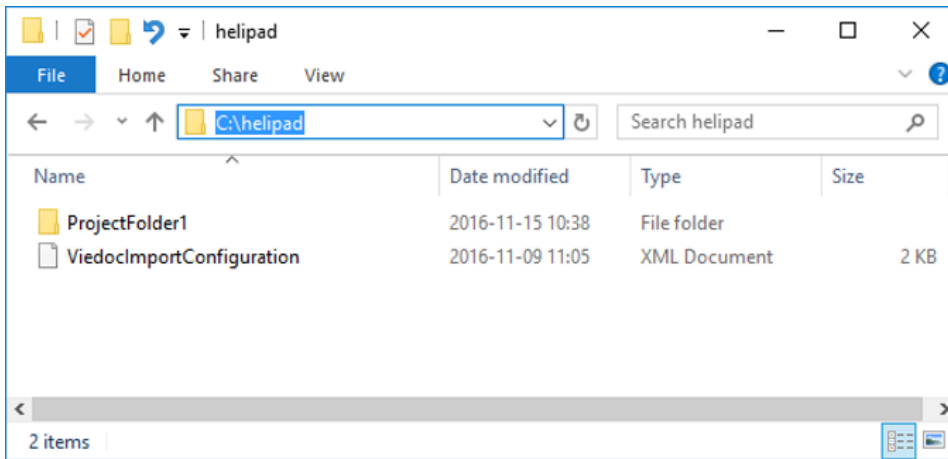 helipad
File Home Share View
C:\helipad Search helipad
Name Date modified Type Size
ProjectFolder1 2016-11-15 10:38 File folder
ViedocImportConfiguration 2016-11-09 11:05 XML Document 2 KB
2 items